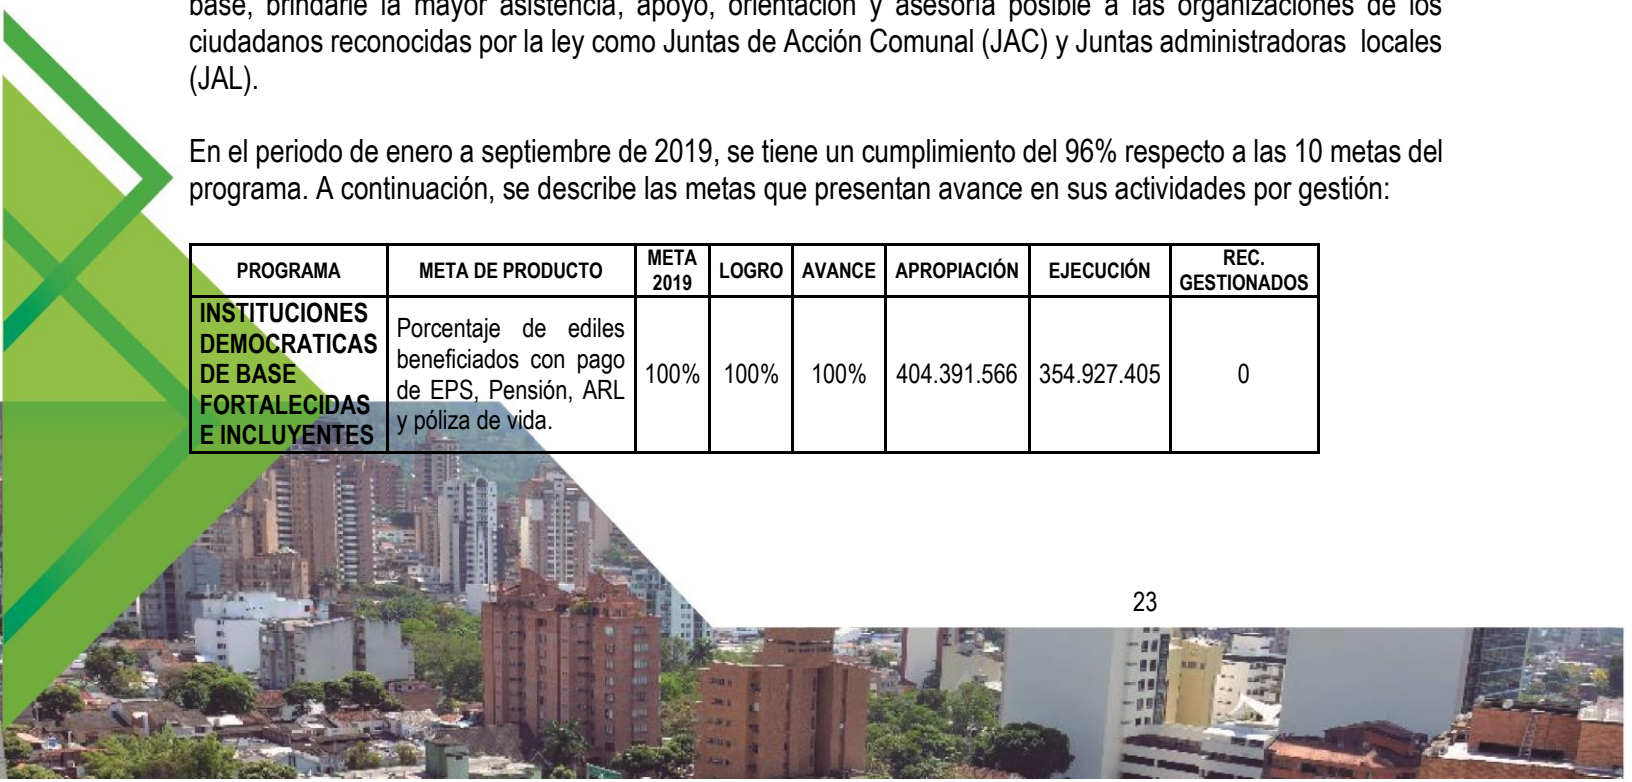 base, brindarle la mayor asistencia, apoyo, orientación y asesoría posible a las organizaciones de los
ciudadanos reconocidas por la ley como Juntas de Acción Comunal (JAC) y Juntas administradoras locales
(JAL).
En el periodo de enero a septiembre de 2019, se tiene un cumplimiento del 96% respecto a las 10 metas del
programa. A continuación, se describe las metas que presentan avance en sus actividades por gestión:
PROGRAMA META DE PRODUCTO META 2019 LOGRO AVANCE APROPIACIÓN EJECUCIÓN REC. GESTIONADOS
INSTITUCIONES
DEMOCRATICAS
DE BASE
FORTALECIDAS
E INCLUYENTES
Porcentaje de ediles
beneficiados con pago
de EPS, Pensión, ARL
y póliza de vida.
100% 100% 100% 404.391.566 354.927.405 0
23